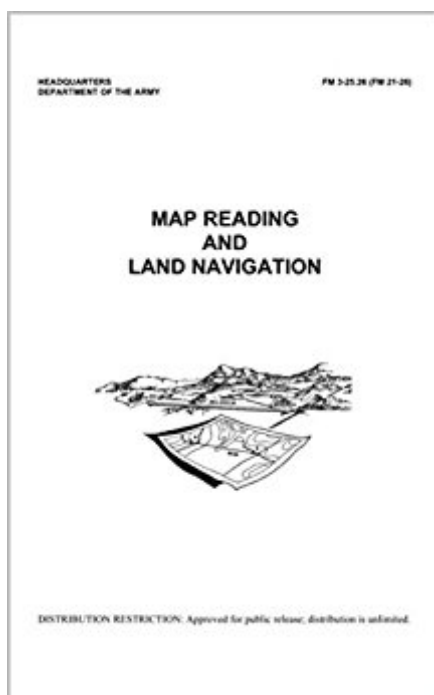 HEADQUARTERS
DEPARTMENT OF THE ARMY
FM 3-25.26 (FM 21-26)
MAP READING
AND
LAND NAVIGATION
DISTRIBUTION RESTRICTION: Approved for public release; distribution is unlimited.